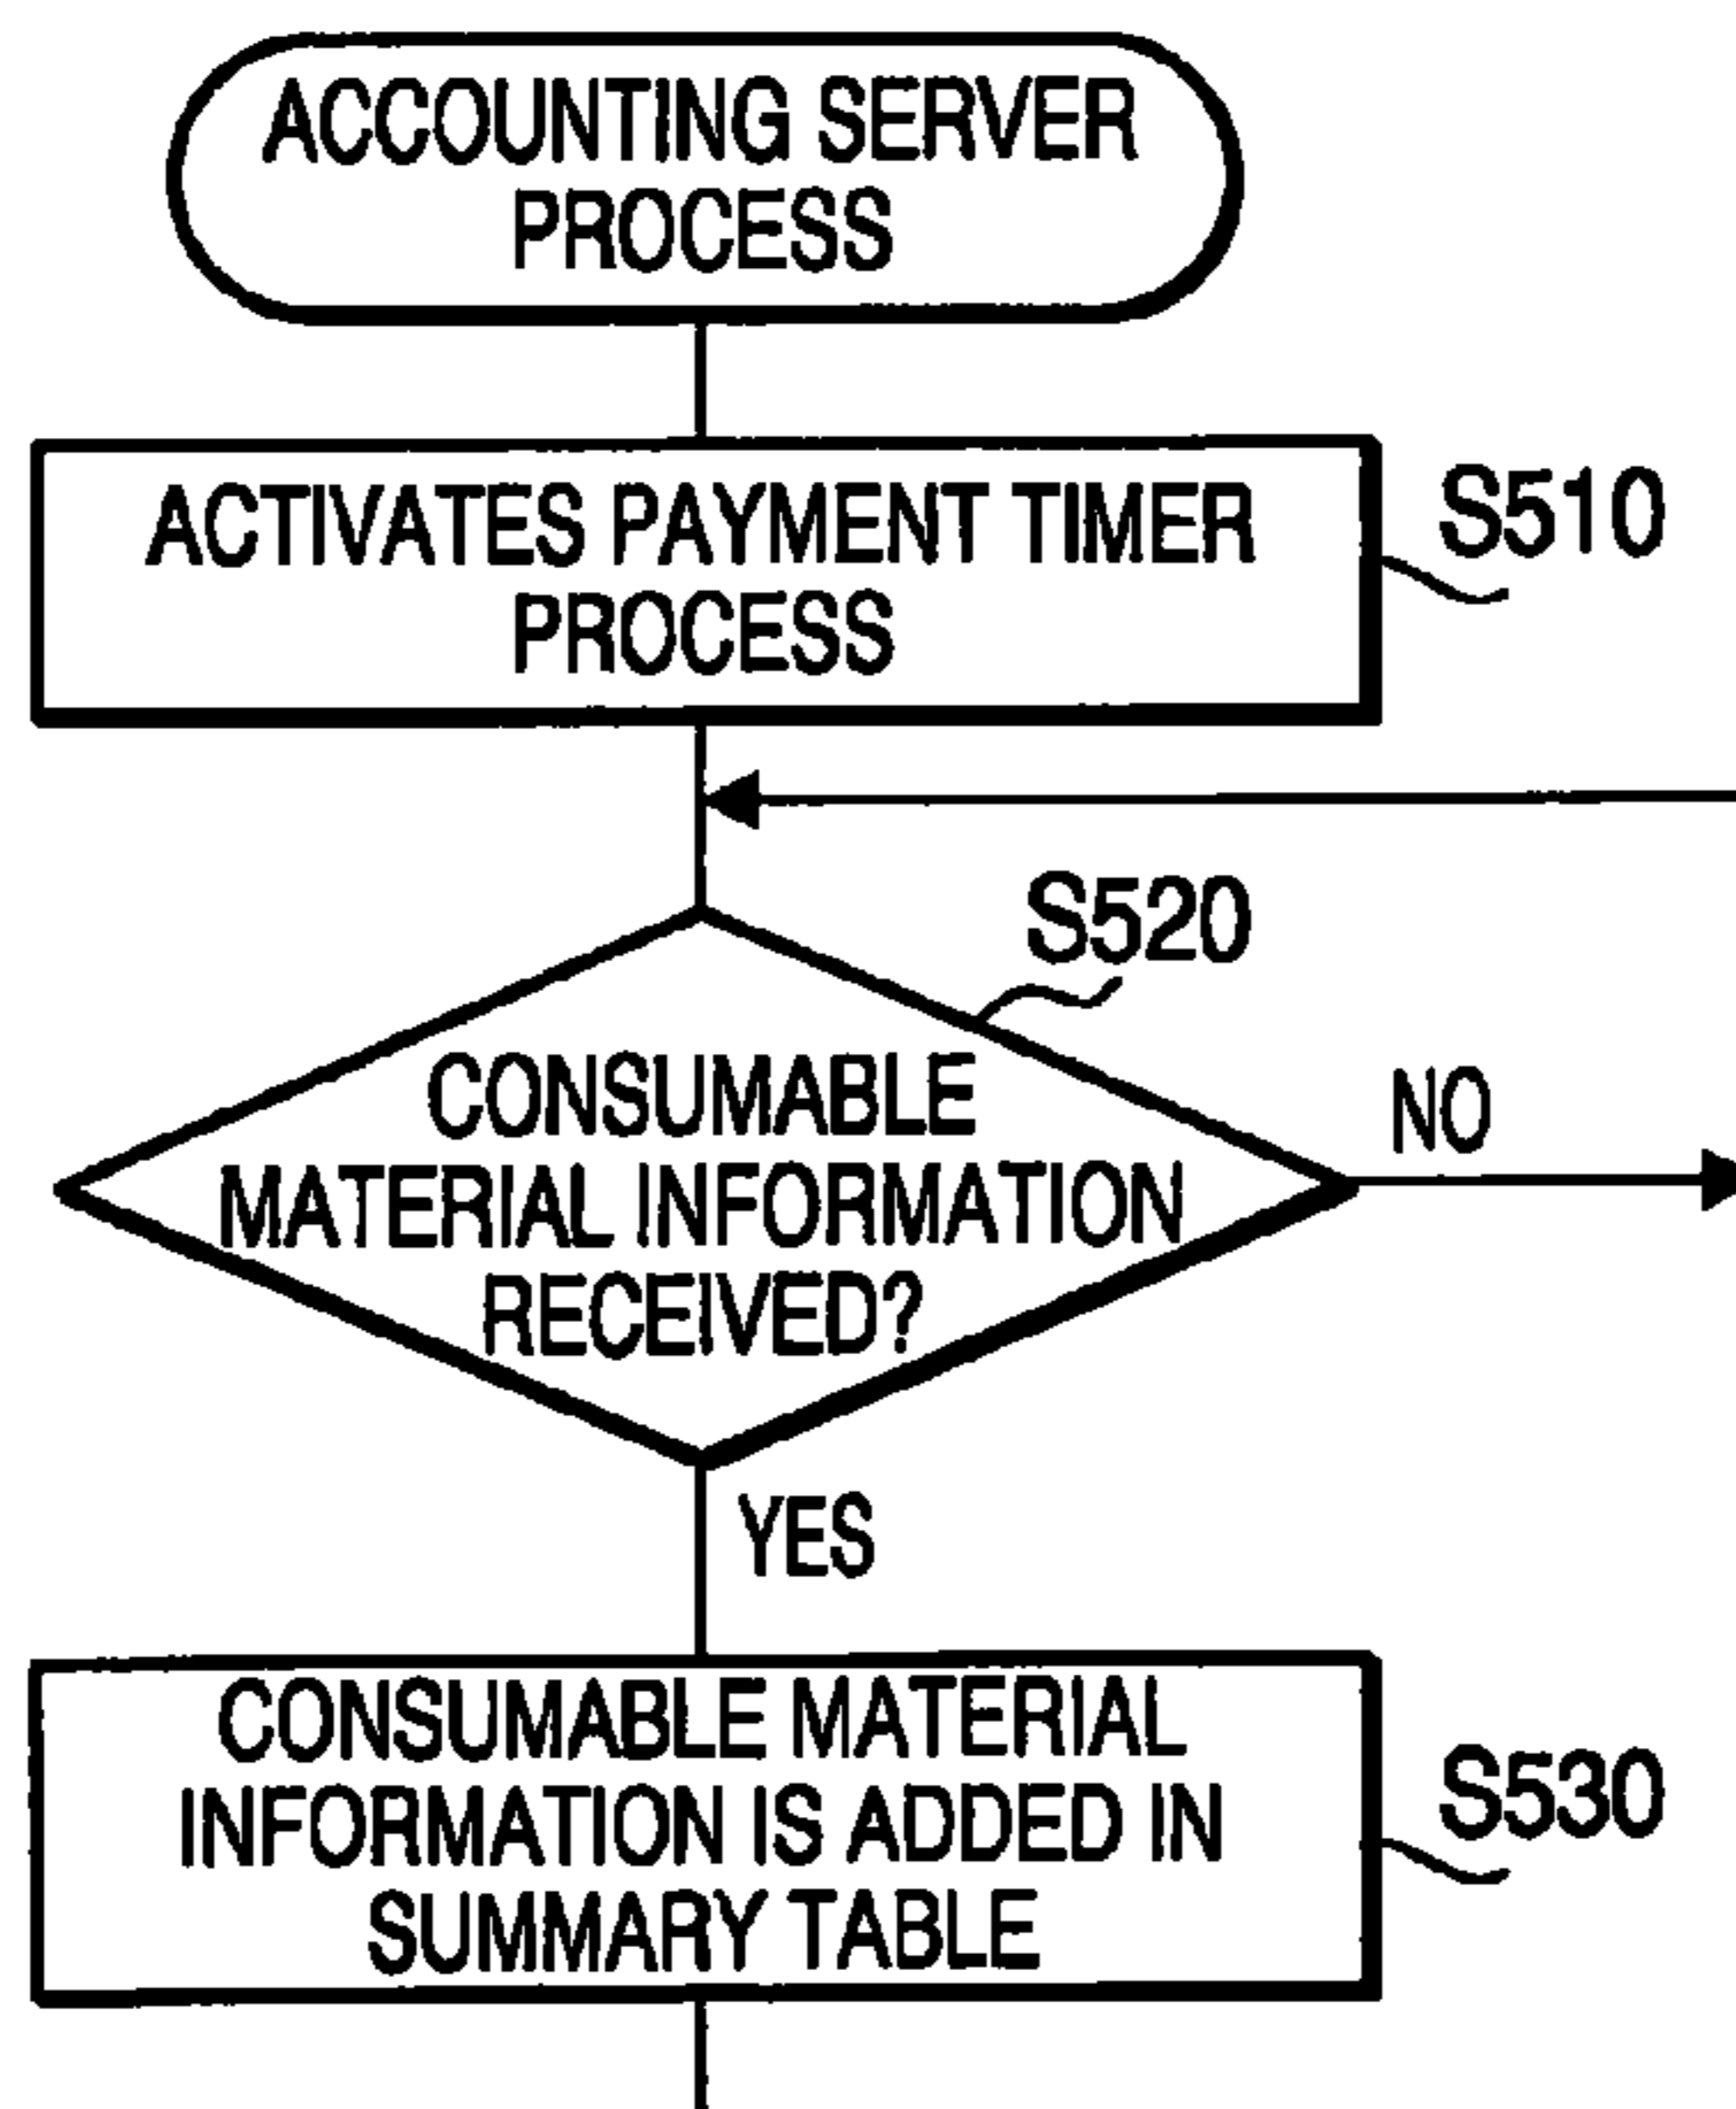 ACCOUNTING SERVER
PROCESS
ACTIVATES PAYMENT TIMER
PROCESS
S510
S520
CONSUMABLE
MATERIAL INFORMATION
RECEIVED?
NO
YES
CONSUMABLE MATERIAL
INFORMATION IS ADDED IN
SUMMARY TABLE
S530